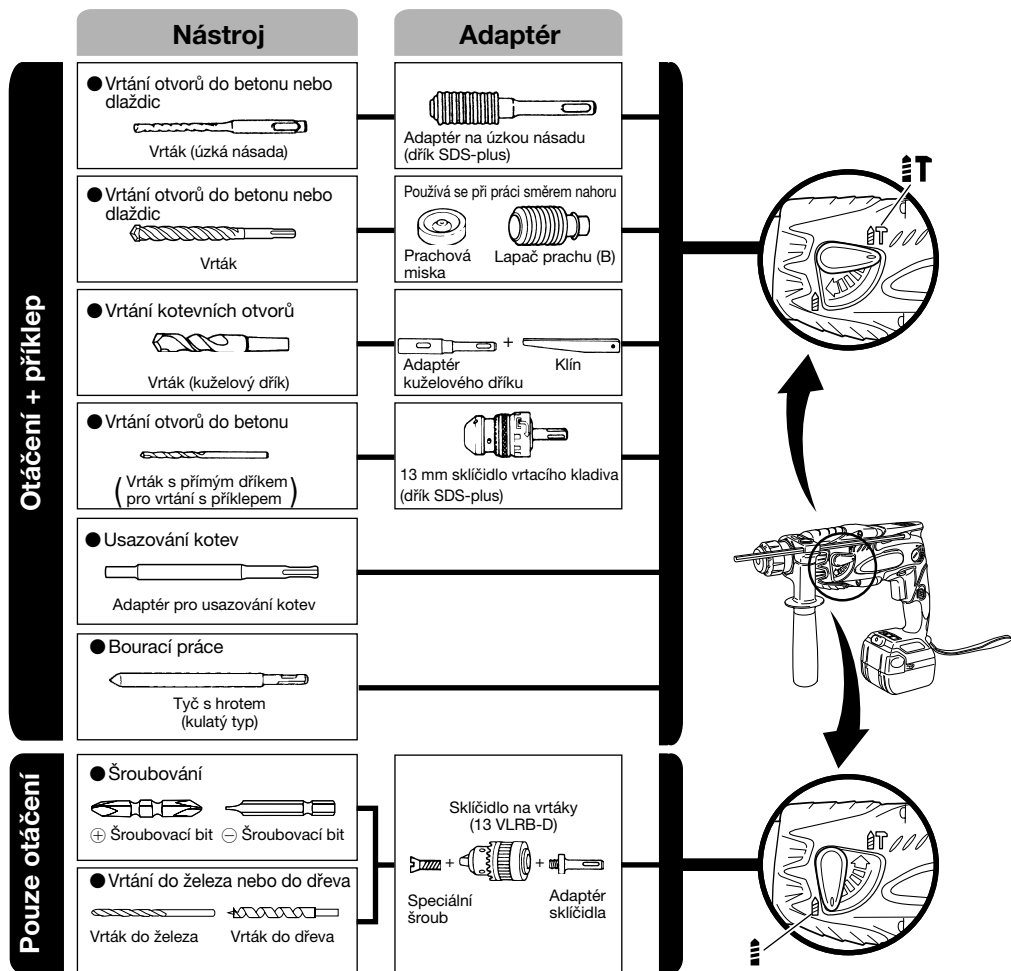 Nástroj
Adaptér
Otáčení + příklep
● Vrtání otvorů do betonu nebo
dlaždic
Vrták (úzká násada)
Adaptér na úzkou násadu
(dřík SDS-plus)
● Vrtání otvorů do betonu nebo
dlaždic
Vrták
Používá se při práci směrem nahoru
Prachová
miska
Lapač prachu (B)
● Vrtání kotevních otvorů
Vrták (kuželový dřík)
+
Adaptér
kuželového dříku
Klín
● Vrtání otvorů do betonu
(Vrták s přímým dříkem
pro vrtání s příklepem)
13 mm sklíčidlo vrtacího kladiva
(dřík SDS-plus)
● Usazování kotev
Adaptér pro usazování kotev
● Bourací práce
Tyč s hrotem
(kulatý typ)
Pouze otáčení
● Šroubování
⊕ Šroubovací bit
⊖ Šroubovací bit
● Vrtání do železa nebo do dřeva
Vrták do železa
Vrták do dřeva
Sklíčidlo na vrtáky
(13 VLRB-D)
+ +
Speciální
šroub
Adaptér
sklíčidla